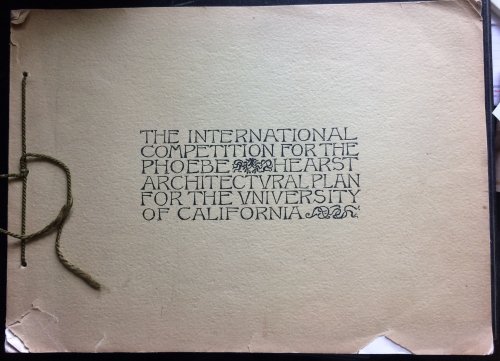 THE INTERNATIONAL
COMPETITION FOR THE
PHOEBE HEARST
ARCHITECTVRAL PLAN
FOR THE VNIVERSITY
OF CALIFORNIA